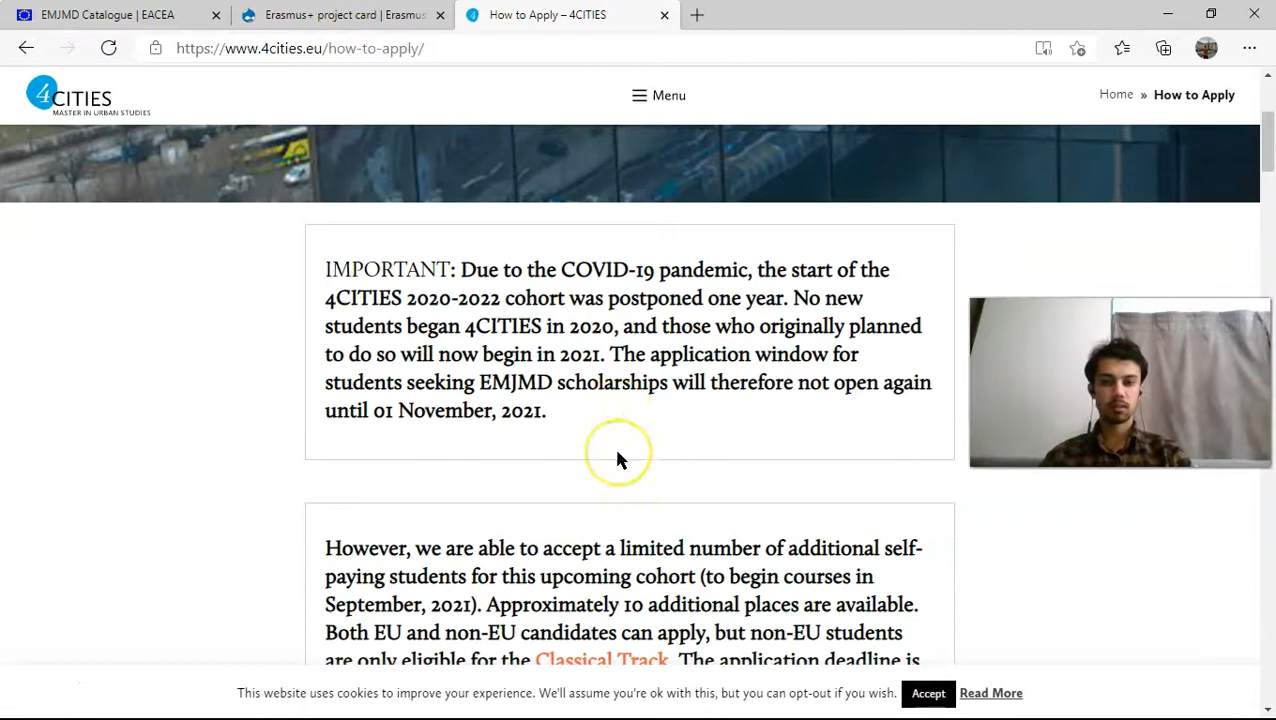 EMJMD Catalogue | EACEA
Erasmus+ project card | Erasmus
How to Apply – 4CITIES
https://www.4cities.eu/how-to-apply/
4CITIES
MASTER IN URBAN STUDIES
Menu
Home » How to Apply
IMPORTANT: Due to the COVID-19 pandemic, the start of the
4CITIES 2020-2022 cohort was postponed one year. No new
students began 4CITIES in 2020, and those who originally planned
to do so will now begin in 2021. The application window for
students seeking EMJMD scholarships will therefore not open again
until 01 November, 2021.
However, we are able to accept a limited number of additional self-
paying students for this upcoming cohort (to begin courses in
September, 2021). Approximately 10 additional places are available.
Both EU and non-EU candidates can apply, but non-EU students
are only eligible for the Classical Track. The application deadline is
This website uses cookies to improve your experience. We'll assume you're ok with this, but you can opt-out if you wish. Accept Read More